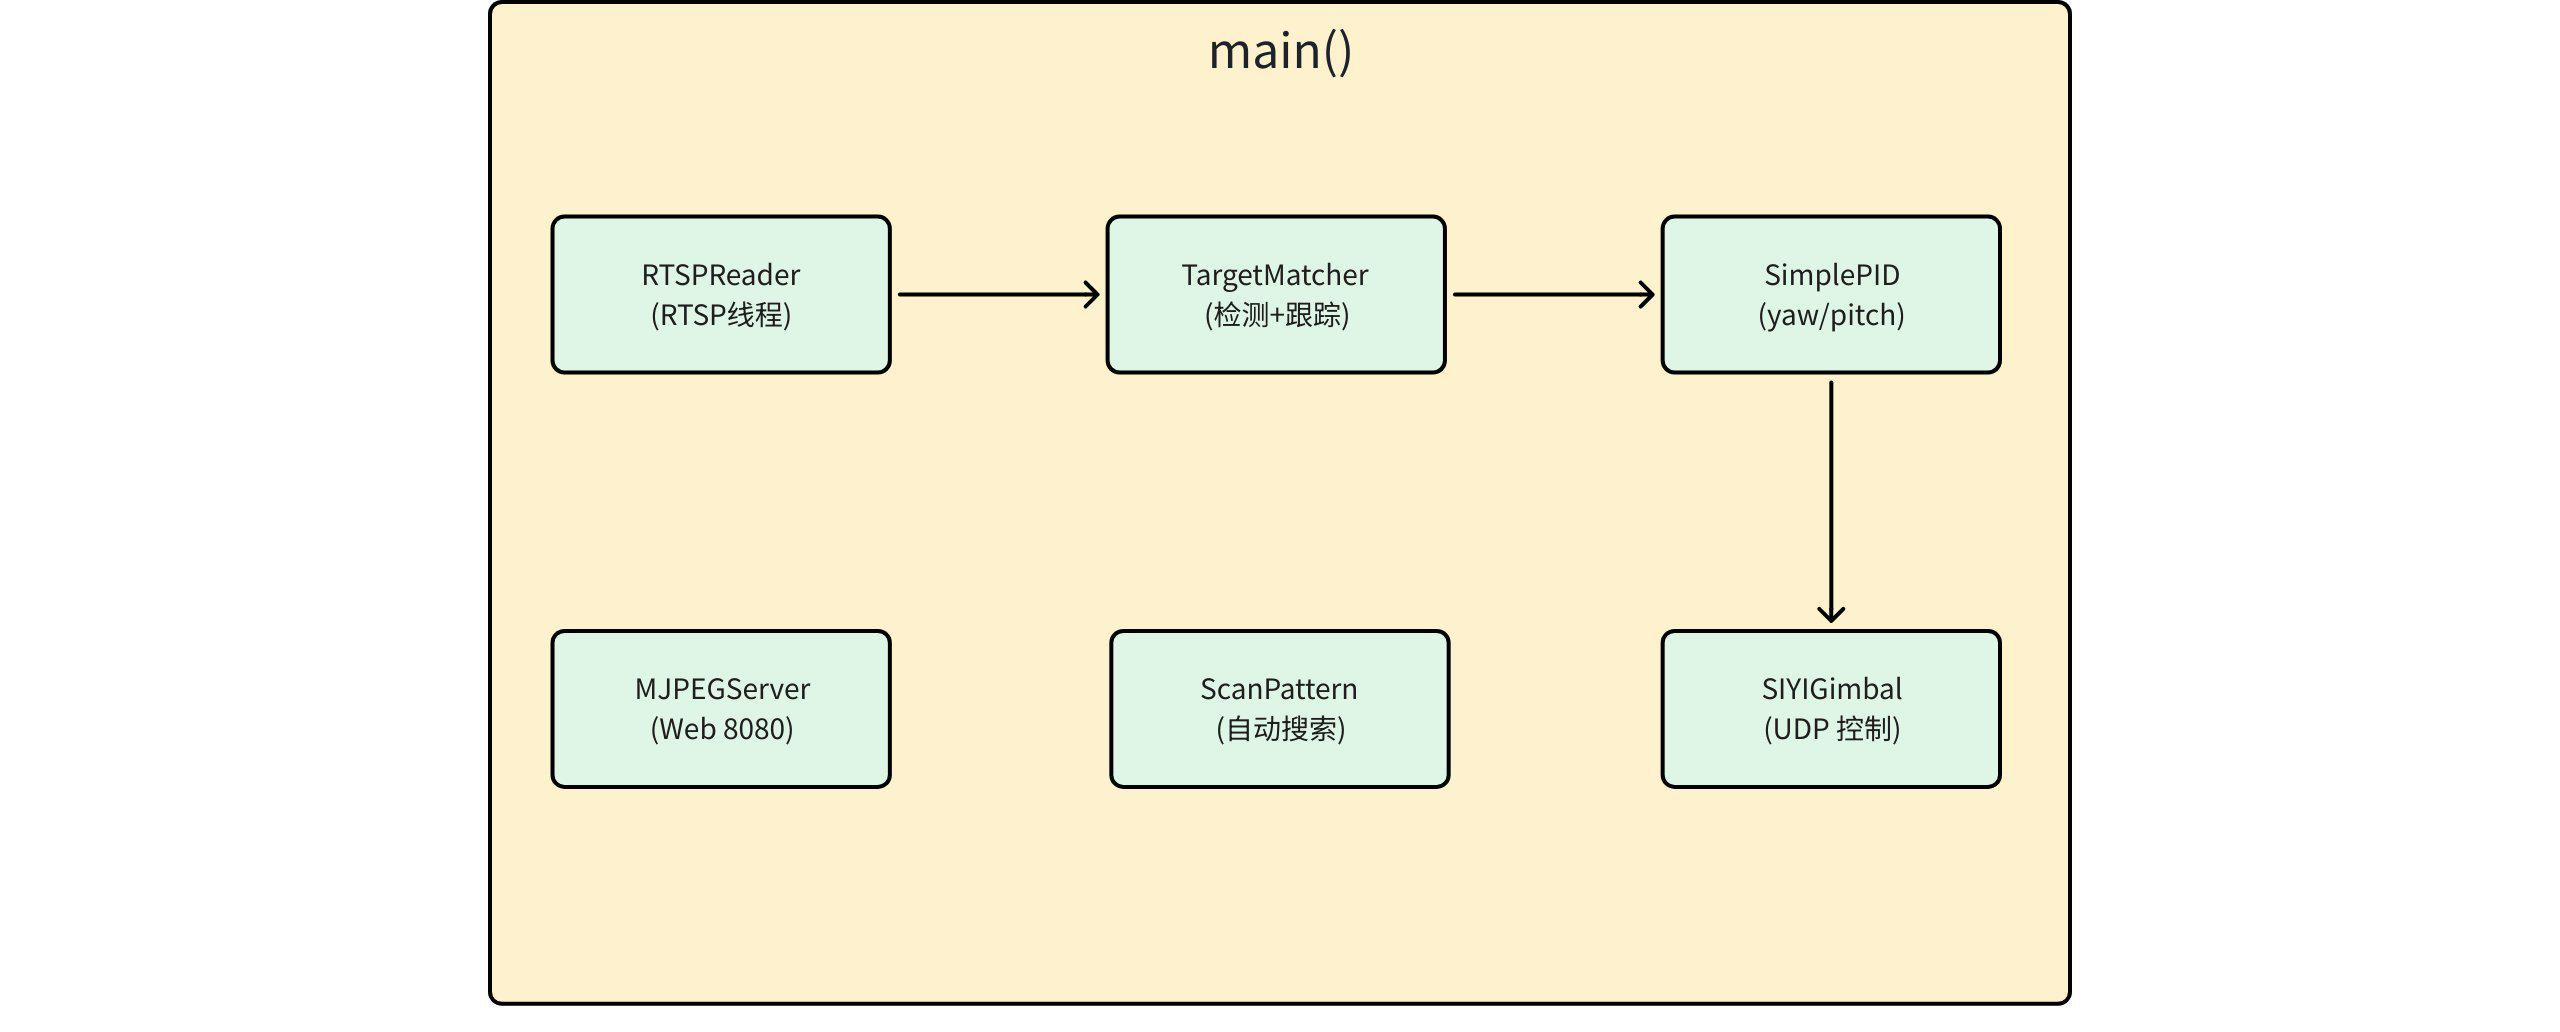 main()
RTSPReader
(RTSP线程)
TargetMatcher
(检测+跟踪)
SimplePID
(yaw/pitch)
MJPEGServer
(Web 8080)
ScanPattern
(自动搜索)
SIYIGimbal
(UDP 控制)